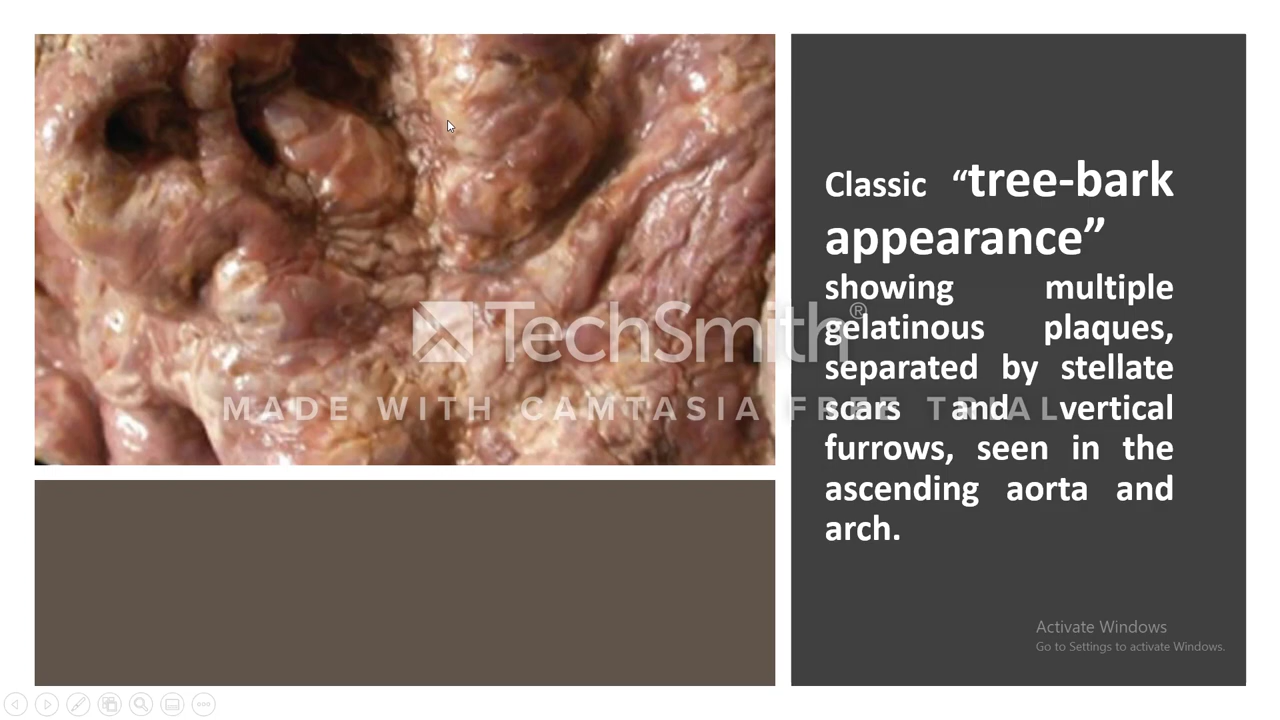 Classic “tree-bark
appearance”
showing multiple
gelatinous plaques,
separated by stellate
scars and vertical
furrows, seen in the
ascending aorta and
arch.
TechSmith®
MADE WITH CAMTASIA FREE TRIAL
Activate Windows
Go to Settings to activate Windows.